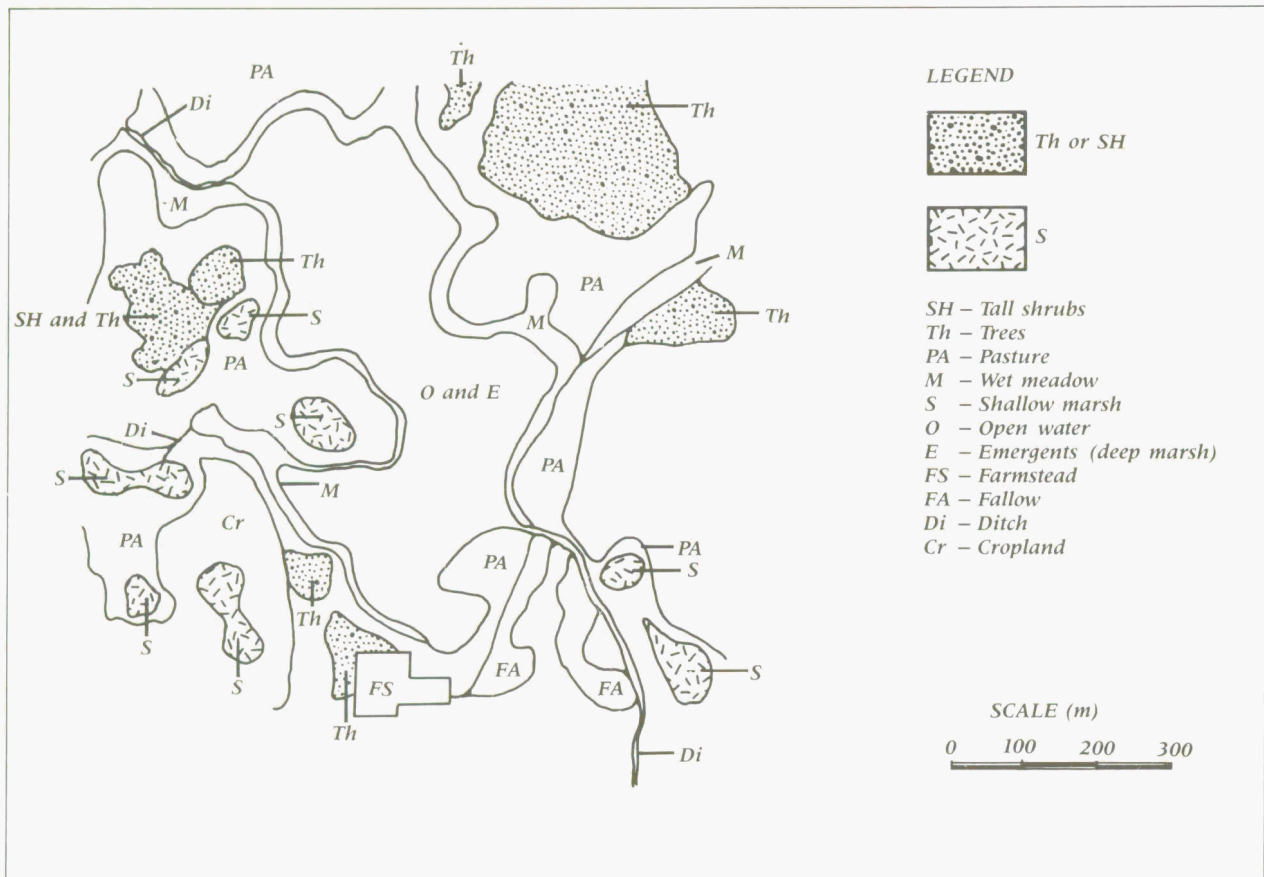 Th
PA
Di
Th
M
M
Th
PA
S
SH and Th
M
Th
PA
S
O and E
S
Di
PA
S
M
Cr
PA
PA
PA
S
Th
S
S
FA
S
FS
FA
Th
Di
LEGEND
Th or SH
S
SH – Tall shrubs
Th – Trees
PA – Pasture
M – Wet meadow
S – Shallow marsh
O – Open water
E – Emergents (deep marsh)
FS – Farmstead
FA – Fallow
Di – Ditch
Cr – Cropland
SCALE (m)
0 100 200 300